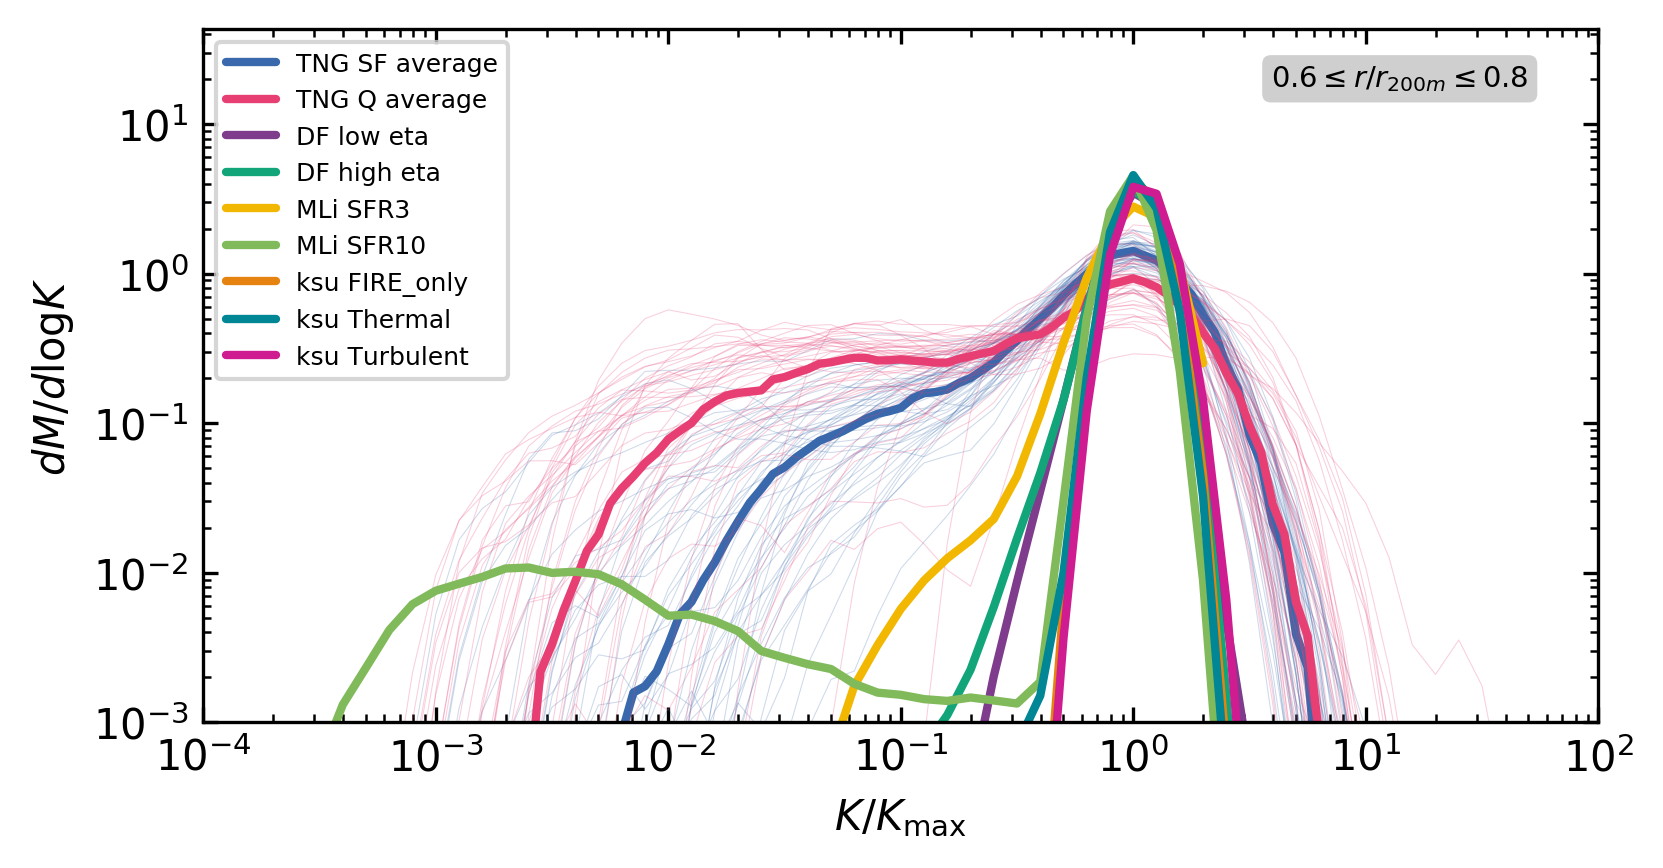 TNG SF average
TNG Q average
DF low eta
DF high eta
MLi SFR3
MLi SFR10
ksu FIRE_only
ksu Thermal
ksu Turbulent
0.6 ≤ r/r₂₀₀ₘ ≤ 0.8
dM/dlogK
10¹
10⁰
10⁻¹
10⁻²
10⁻³
10⁻⁴ 10⁻³ 10⁻² 10⁻¹ 10⁰ 10¹ 10²
K/K_max